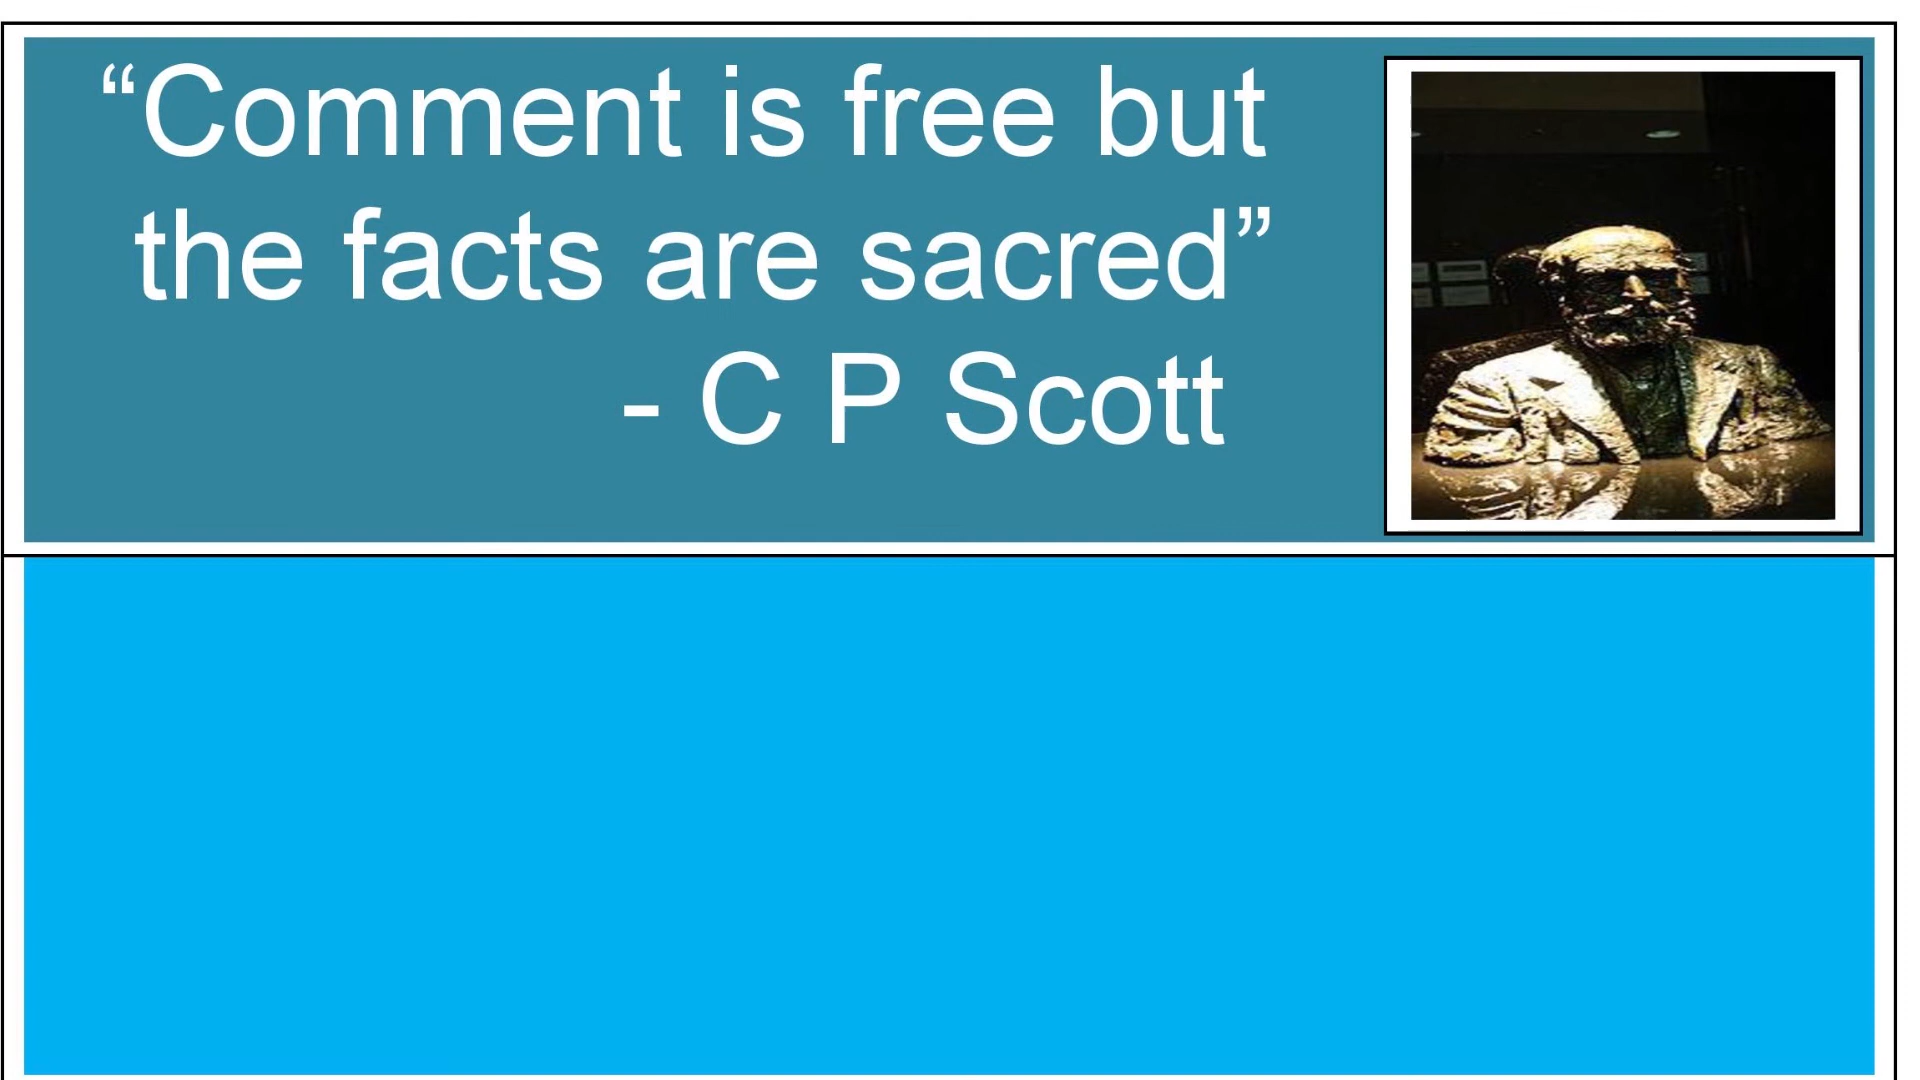 “Comment is free but
the facts are sacred”
- C P Scott